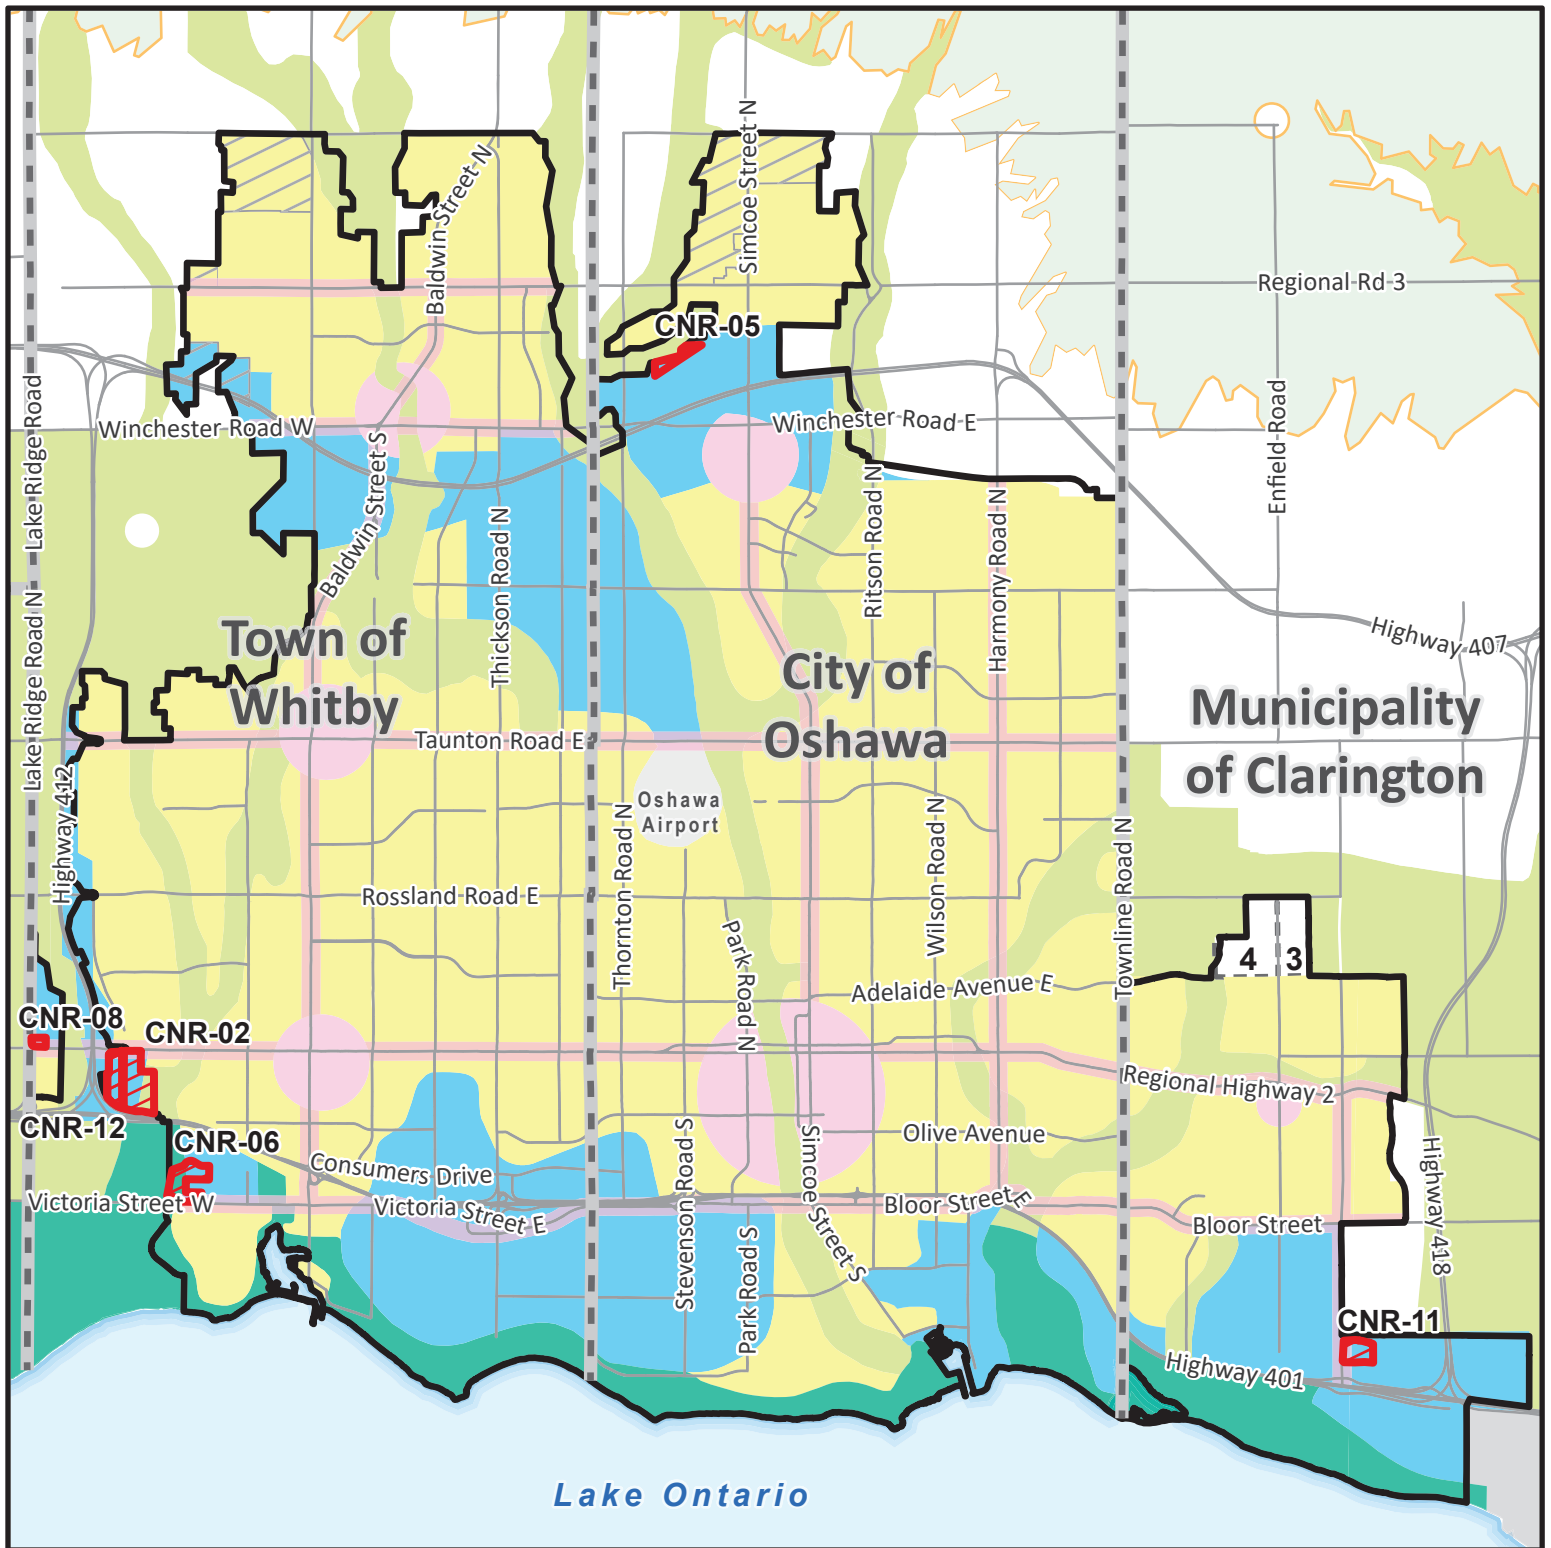 Simcoe Street N
Baldwin Street N
Regional Rd 3
CNR-05
Lake Ridge Road
Winchester Road W
Winchester Road E
Enfield Road
Baldwin Street S
Thickson Road N
Ritson Road N
Harmony Road N
Lake Ridge Road N
Town of
Whitby
City of
Oshawa
Highway 407
Municipality
of Clarington
Taunton Road E
Highway 412
Oshawa
Airport
Thornton Road N
Wilson Road N
Townline Road N
Rossland Road E
Park Road N
4
3
Adelaide Avenue E
CNR-08
CNR-02
Regional Highway 2
CNR-12
CNR-06
Olive Avenue
Consumers Drive
Stevenson Road S
Simcoe Street S
Highway 418
Victoria Street W
Victoria Street E
Bloor Street E
Bloor Street
Park Road S
CNR-11
Highway 401
Lake Ontario